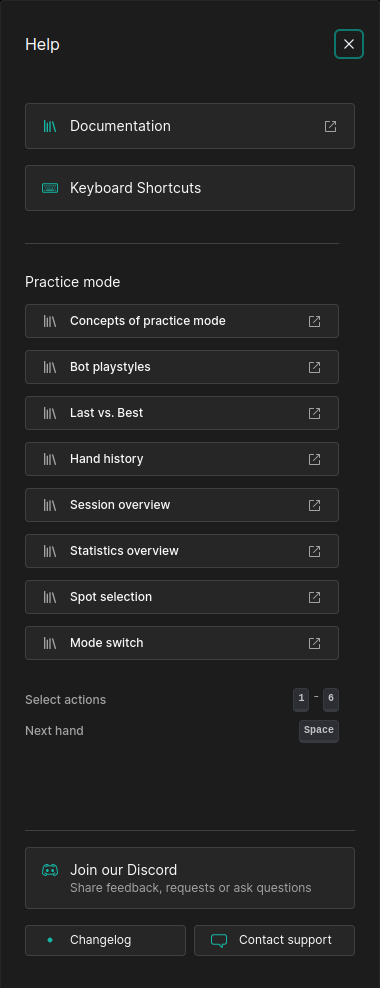 Help
Documentation
Keyboard Shortcuts
Practice mode
Concepts of practice mode
Bot playstyles
Last vs. Best
Hand history
Session overview
Statistics overview
Spot selection
Mode switch
Select actions 1 - 6
Next hand Space
Join our Discord
Share feedback, requests or ask questions
Changelog Contact support